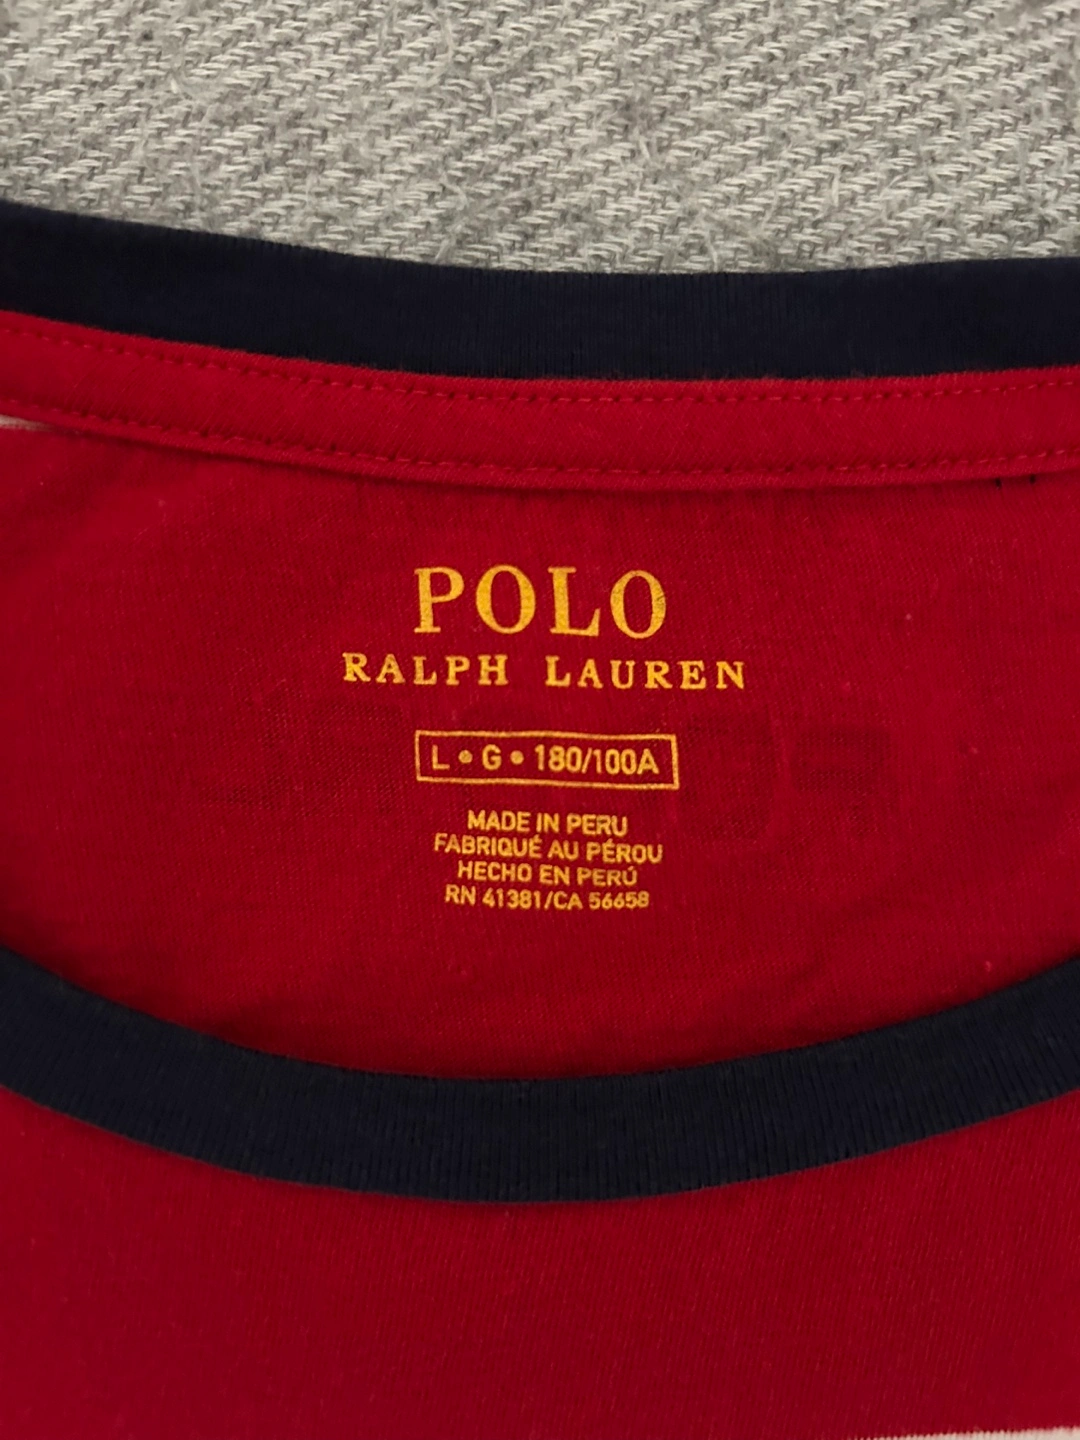 POLO
RALPH LAUREN
L • G • 180/100A
MADE IN PERU
FABRIQUÉ AU PÉROU
HECHO EN PERÚ
RN 41381/CA 56658